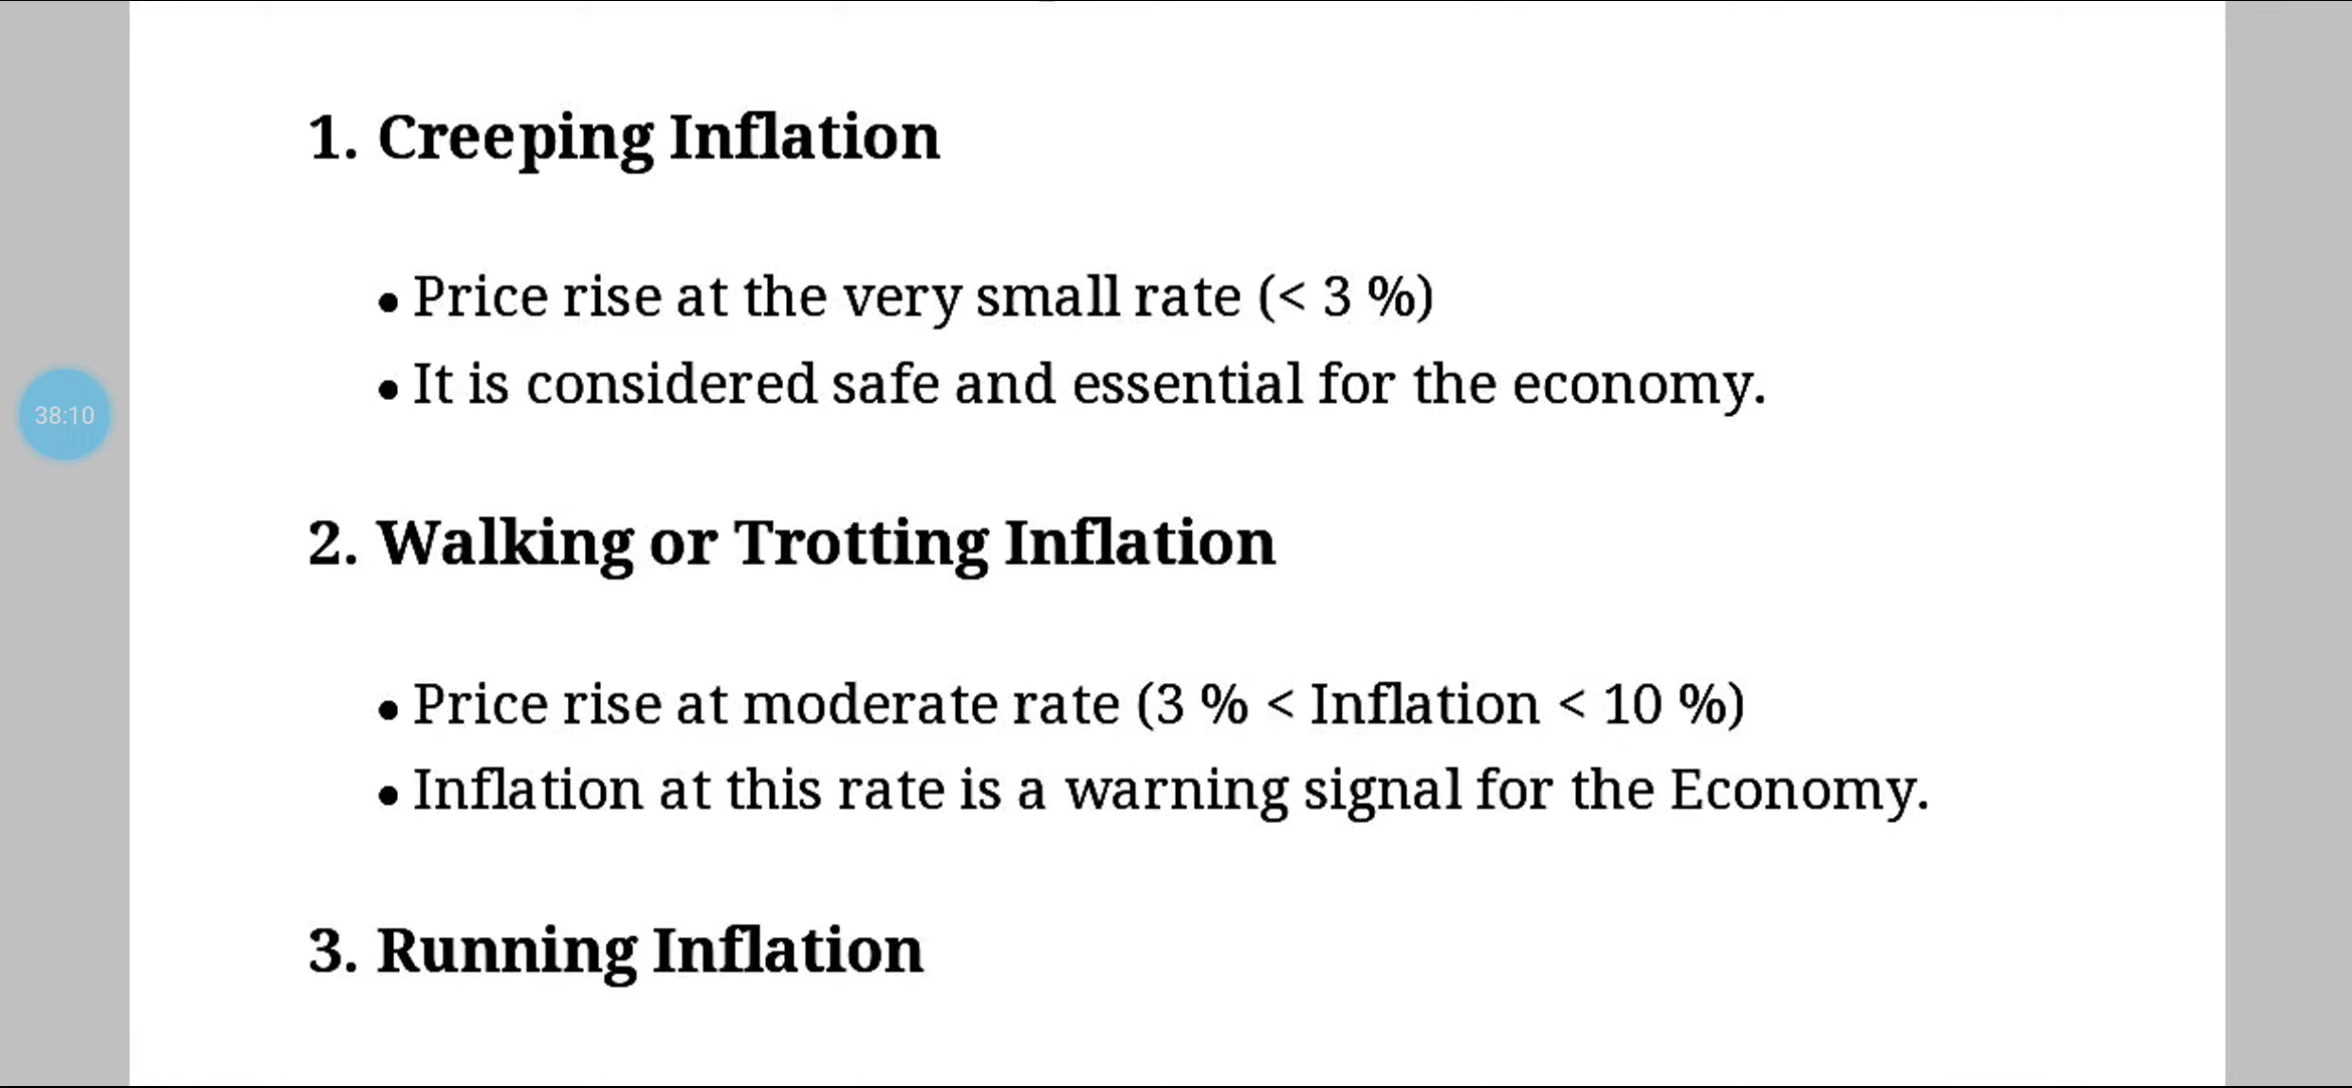 1. Creeping Inflation
• Price rise at the very small rate (< 3 %)
• It is considered safe and essential for the economy.
38:10
2. Walking or Trotting Inflation
• Price rise at moderate rate (3 % < Inflation < 10 %)
• Inflation at this rate is a warning signal for the Economy.
3. Running Inflation